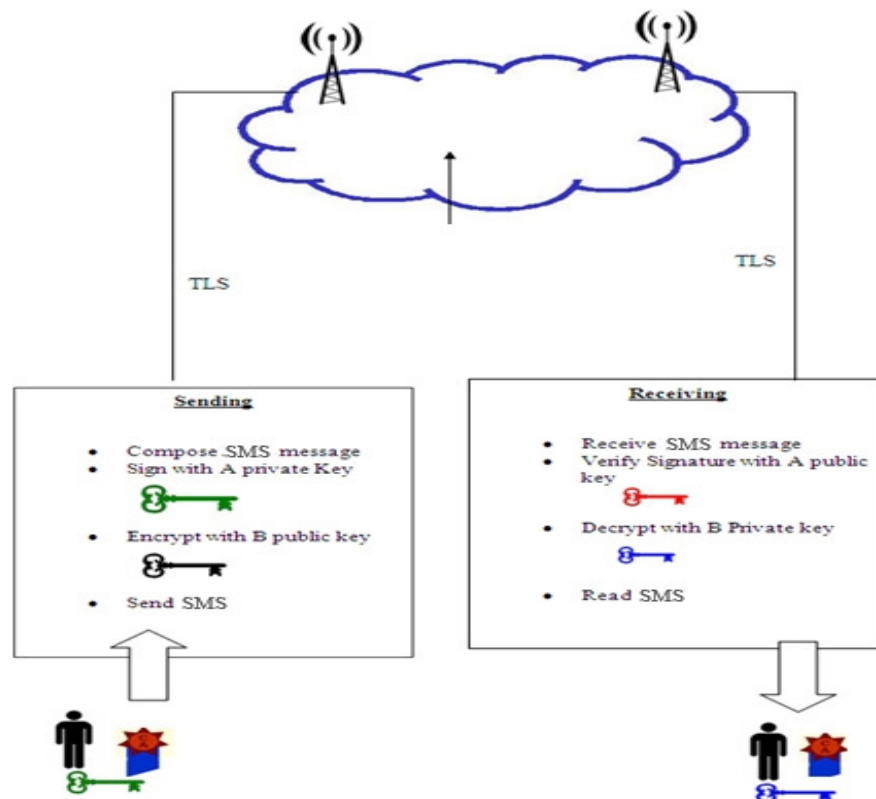 TLS
TLS
Sending
• Compose SMS message
• Sign with A private Key
• Encrypt with B public key
• Send SMS
Receiving
• Receive SMS message
• Verify Signature with A public
key
• Decrypt with B Private key
• Read SMS